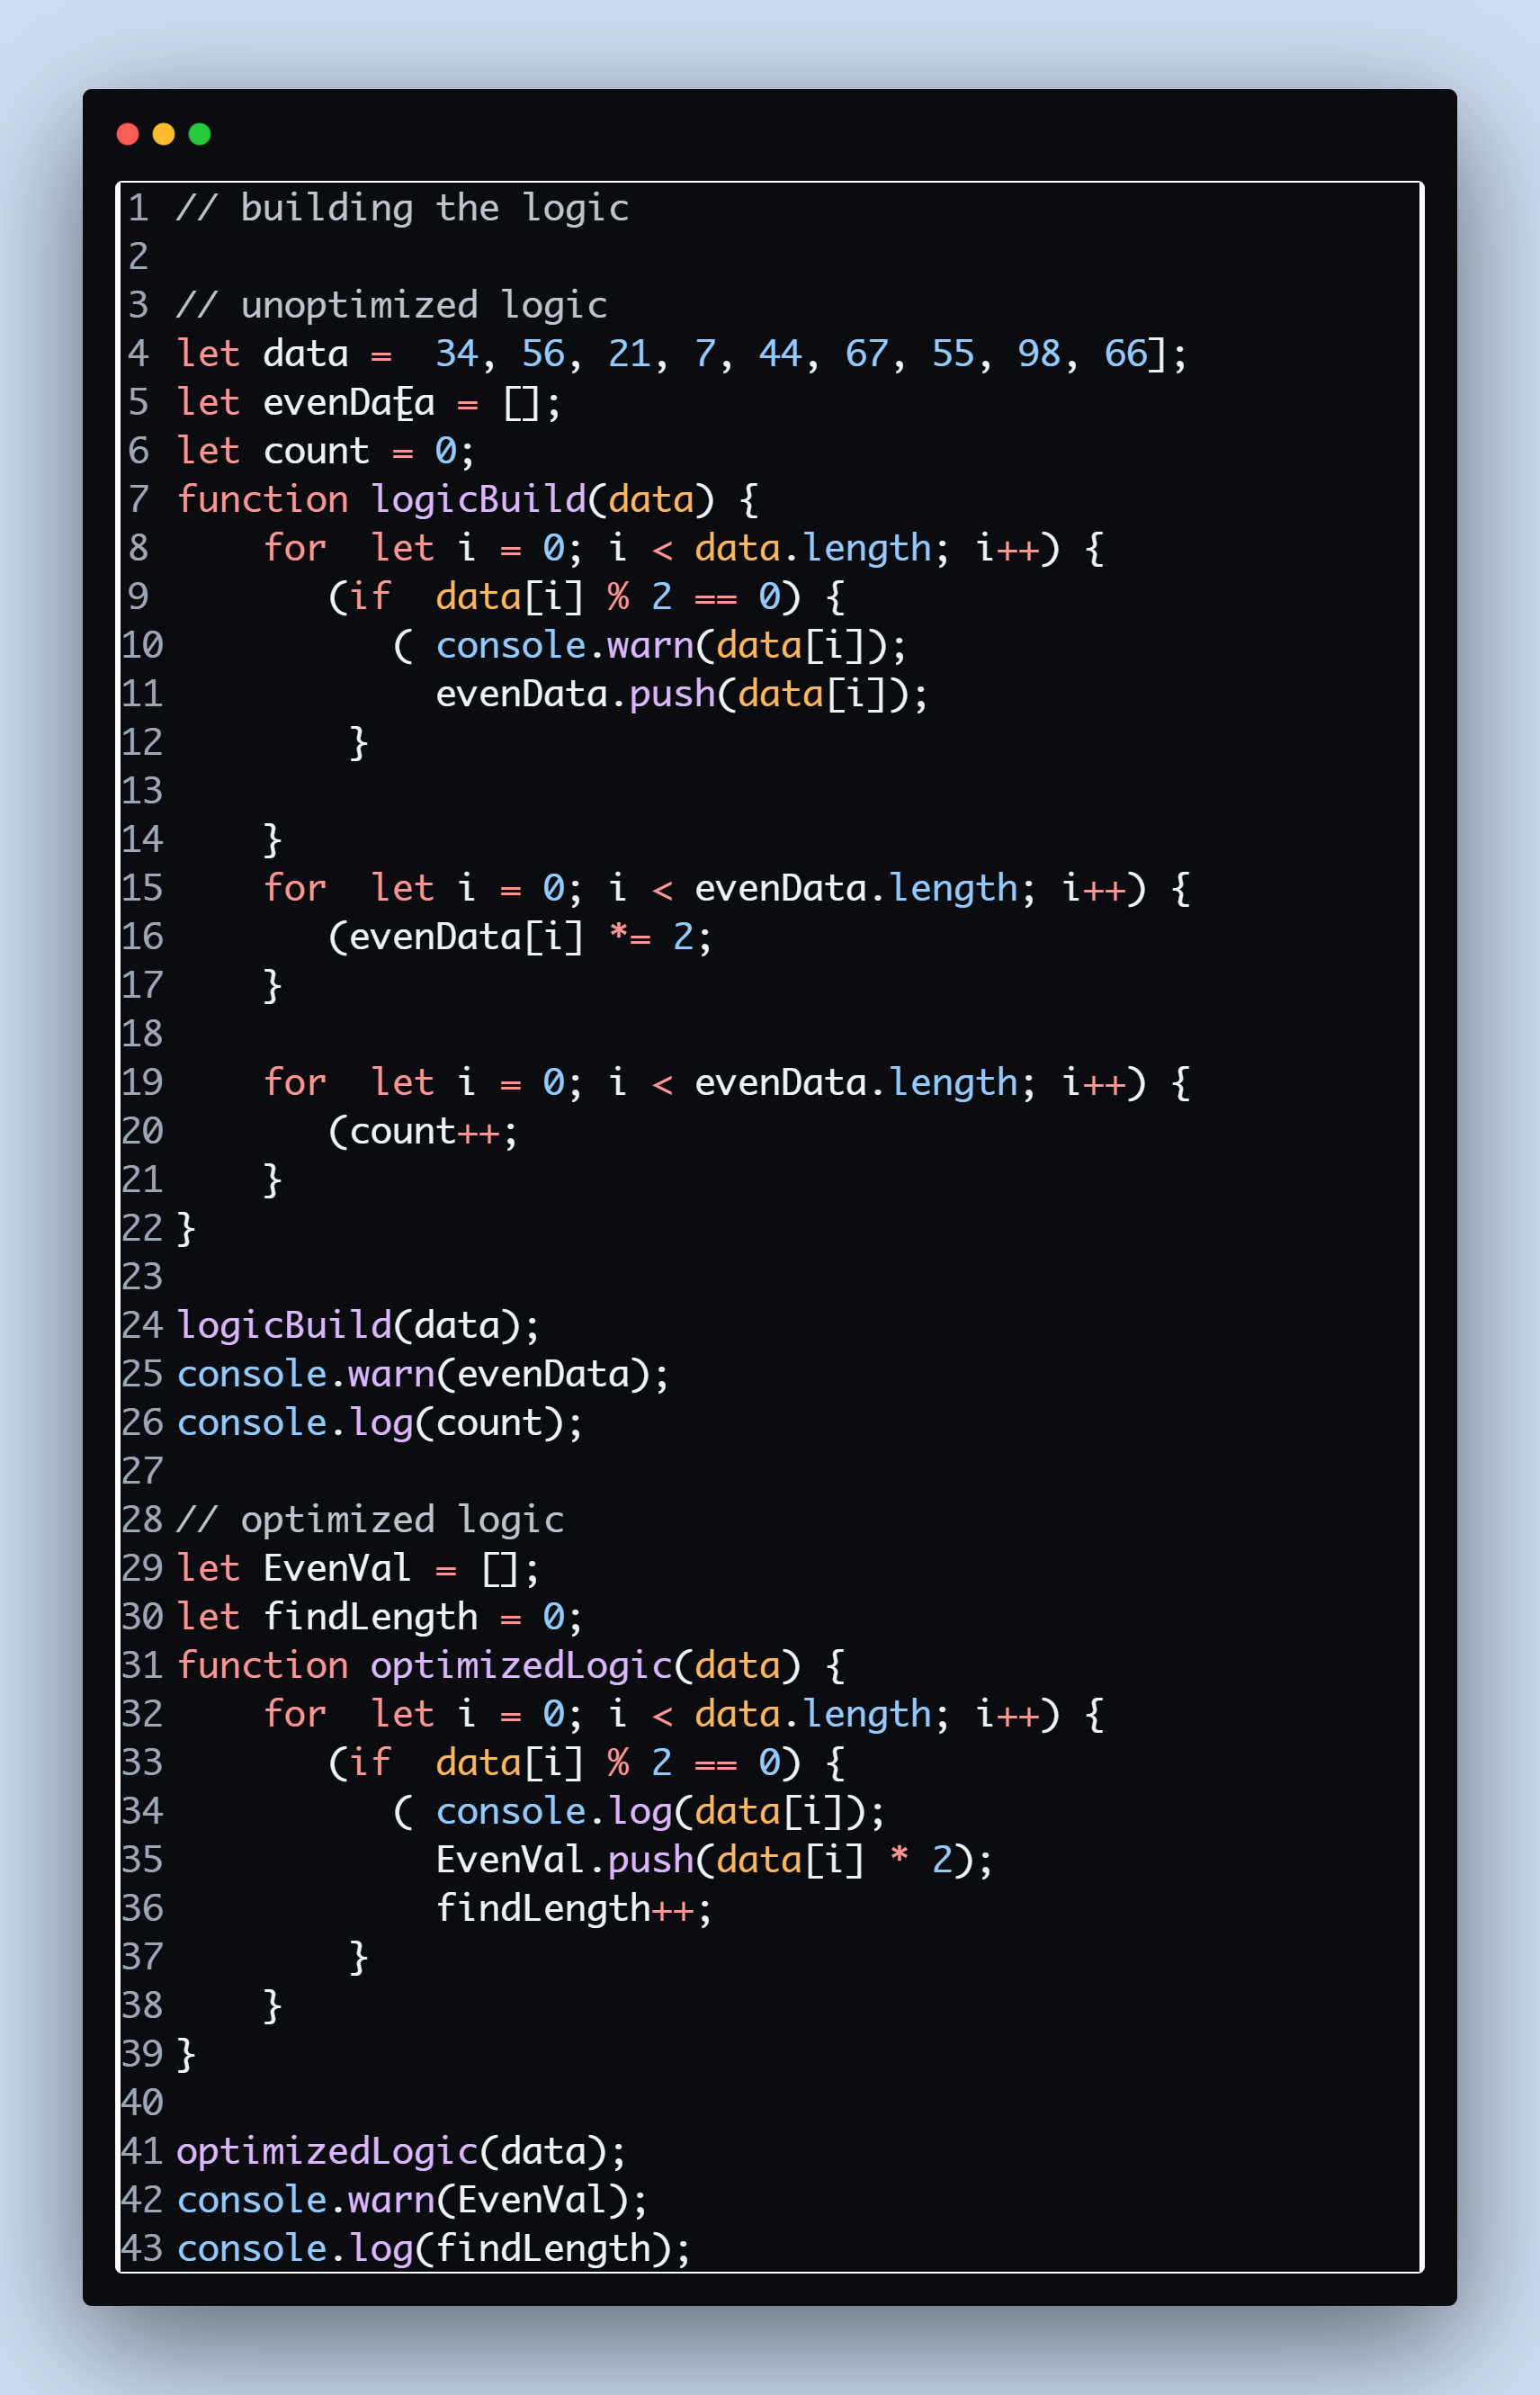 1 // building the logic
2
3 // unoptimized logic
4 let data = [34, 56, 21, 7, 44, 67, 55, 98, 66];
5 let evenData = [];
6 let count = 0;
7 function logicBuild(data) {
8     for (let i = 0; i < data.length; i++) {
9         if (data[i] % 2 == 0) {
10             console.warn(data[i]);
11             evenData.push(data[i]);
12         }
13
14     }
15     for (let i = 0; i < evenData.length; i++) {
16         evenData[i] *= 2;
17     }
18
19     for (let i = 0; i < evenData.length; i++) {
20         count++;
21     }
22 }
23
24 logicBuild(data);
25 console.warn(evenData);
26 console.log(count);
27
28 // optimized logic
29 let EvenVal = [];
30 let findLength = 0;
31 function optimizedLogic(data) {
32     for (let i = 0; i < data.length; i++) {
33         if (data[i] % 2 == 0) {
34             console.log(data[i]);
35             EvenVal.push(data[i] * 2);
36             findLength++;
37         }
38     }
39 }
40
41 optimizedLogic(data);
42 console.warn(EvenVal);
43 console.log(findLength);